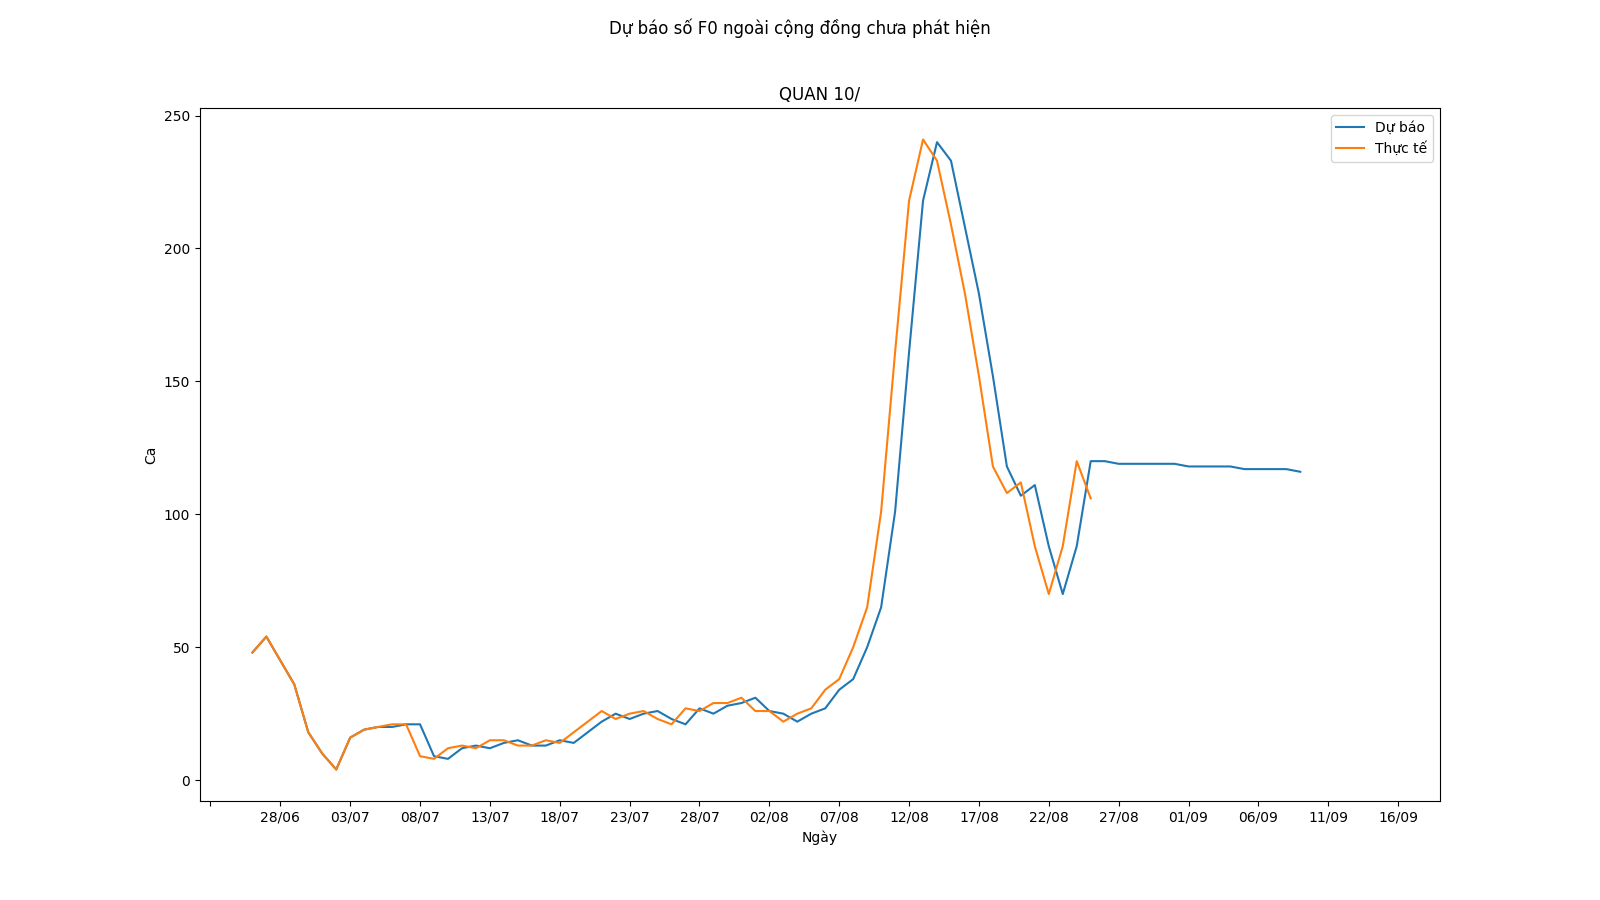 Dự báo số F0 ngoài cộng đồng chưa phát hiện
QUAN 10/
Dự báo
Thực tế
Ca
250
200
150
100
50
0
28/06 03/07 08/07 13/07 18/07 23/07 28/07 02/08 07/08 12/08 17/08 22/08 27/08 01/09 06/09 11/09 16/09
Ngày